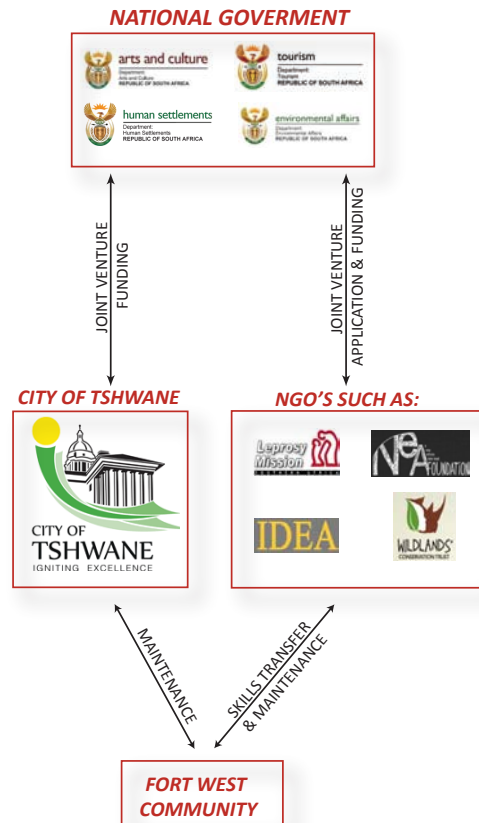 NATIONAL GOVERMENT
arts and culture
Department:
Arts and Culture
REPUBLIC OF SOUTH AFRICA
tourism
Department:
Tourism
REPUBLIC OF SOUTH AFRICA
human settlements
Department:
Human Settlements
REPUBLIC OF SOUTH AFRICA
environmental affairs
Department:
Environmental Affairs
REPUBLIC OF SOUTH AFRICA
JOINT VENTURE
FUNDING
JOINT VENTURE
APPLICATION & FUNDING
CITY OF TSHWANE
CITY OF
TSHWANE
IGNITING EXCELLENCE
NGO'S SUCH AS:
Leprosy
Mission
SOUTHERN AFRICA
NeA
FOUNDATION
IDEA
WILDLANDS
CONSERVATION TRUST
MAINTENANCE
SKILLS TRANSFER
& MAINTENANCE
FORT WEST
COMMUNITY